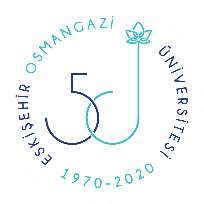 ESKİŞEHİR OSMANGAZİ ÜNİVERSİTESİ
50
1970-2020